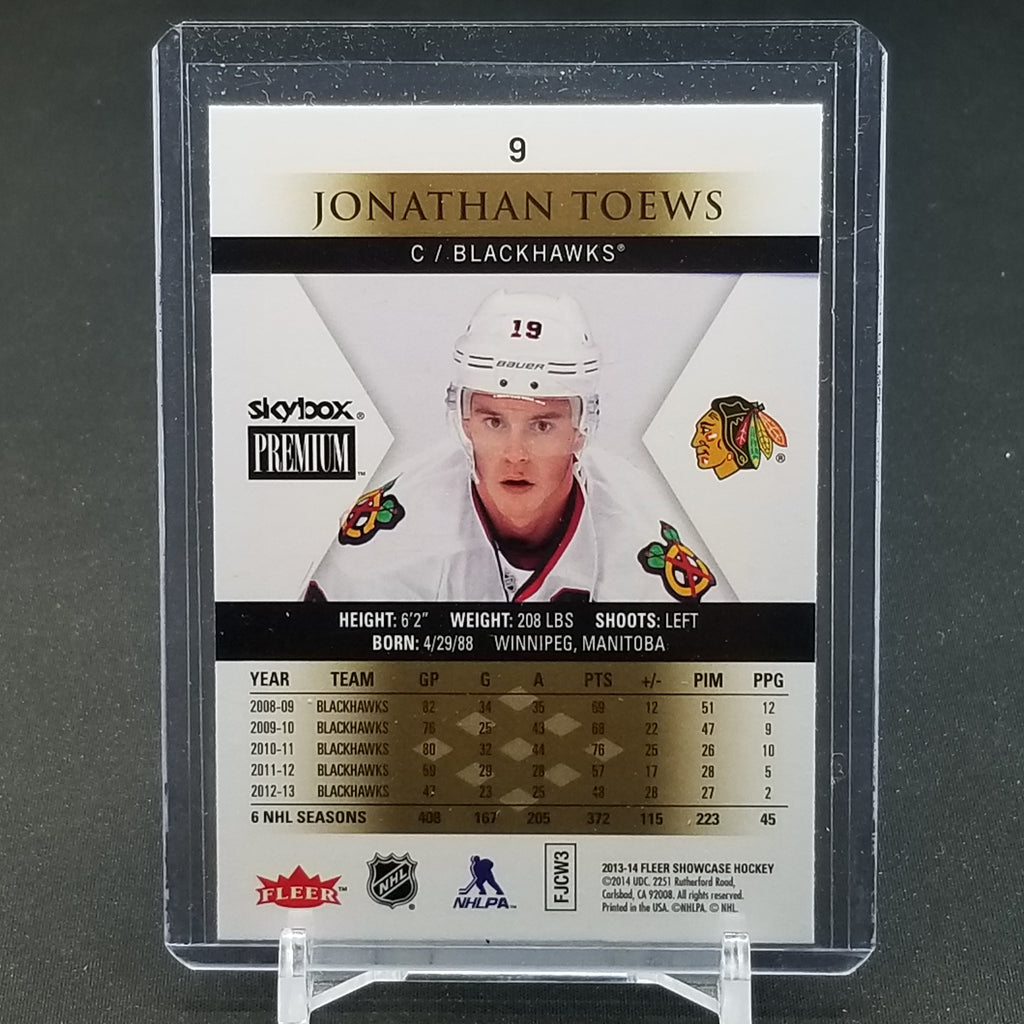 9
JONATHAN TOEWS
C / BLACKHAWKS®
19
BAUER
skybox®
PREMIUM™
®
HEIGHT: 6'2" WEIGHT: 208 LBS SHOOTS: LEFT
BORN: 4/29/88 WINNIPEG, MANITOBA
YEAR TEAM GP G A PTS +/- PIM PPG
2008-09 BLACKHAWKS 82 34 35 69 12 51 12
2009-10 BLACKHAWKS 76 25 43 68 22 47 9
2010-11 BLACKHAWKS 80 32 44 76 25 26 10
2011-12 BLACKHAWKS 59 29 28 57 17 28 5
2012-13 BLACKHAWKS 47 23 25 48 28 27 2
6 NHL SEASONS 408 167 205 372 115 223 45
FLEER™
NHL®
NHLPA™
FJCW3
2013-14 FLEER SHOWCASE HOCKEY
©2014 UDC. 2251 Rutherford Road,
Carlsbad, CA 92008. All rights reserved.
Printed in the USA. ©NHLPA. © NHL.